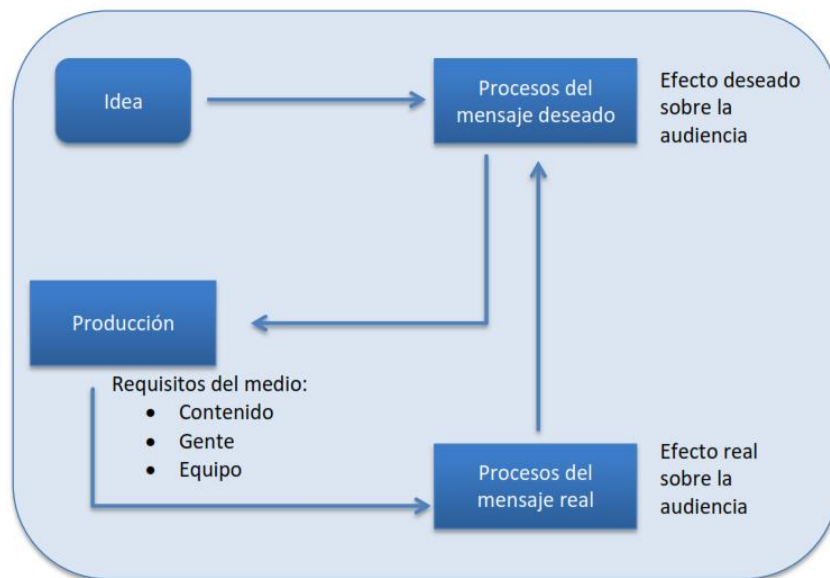 Idea
Procesos del
mensaje deseado
Efecto deseado
sobre la
audiencia
Producción
Requisitos del medio:
• Contenido
• Gente
• Equipo
Procesos del
mensaje real
Efecto real
sobre la
audiencia